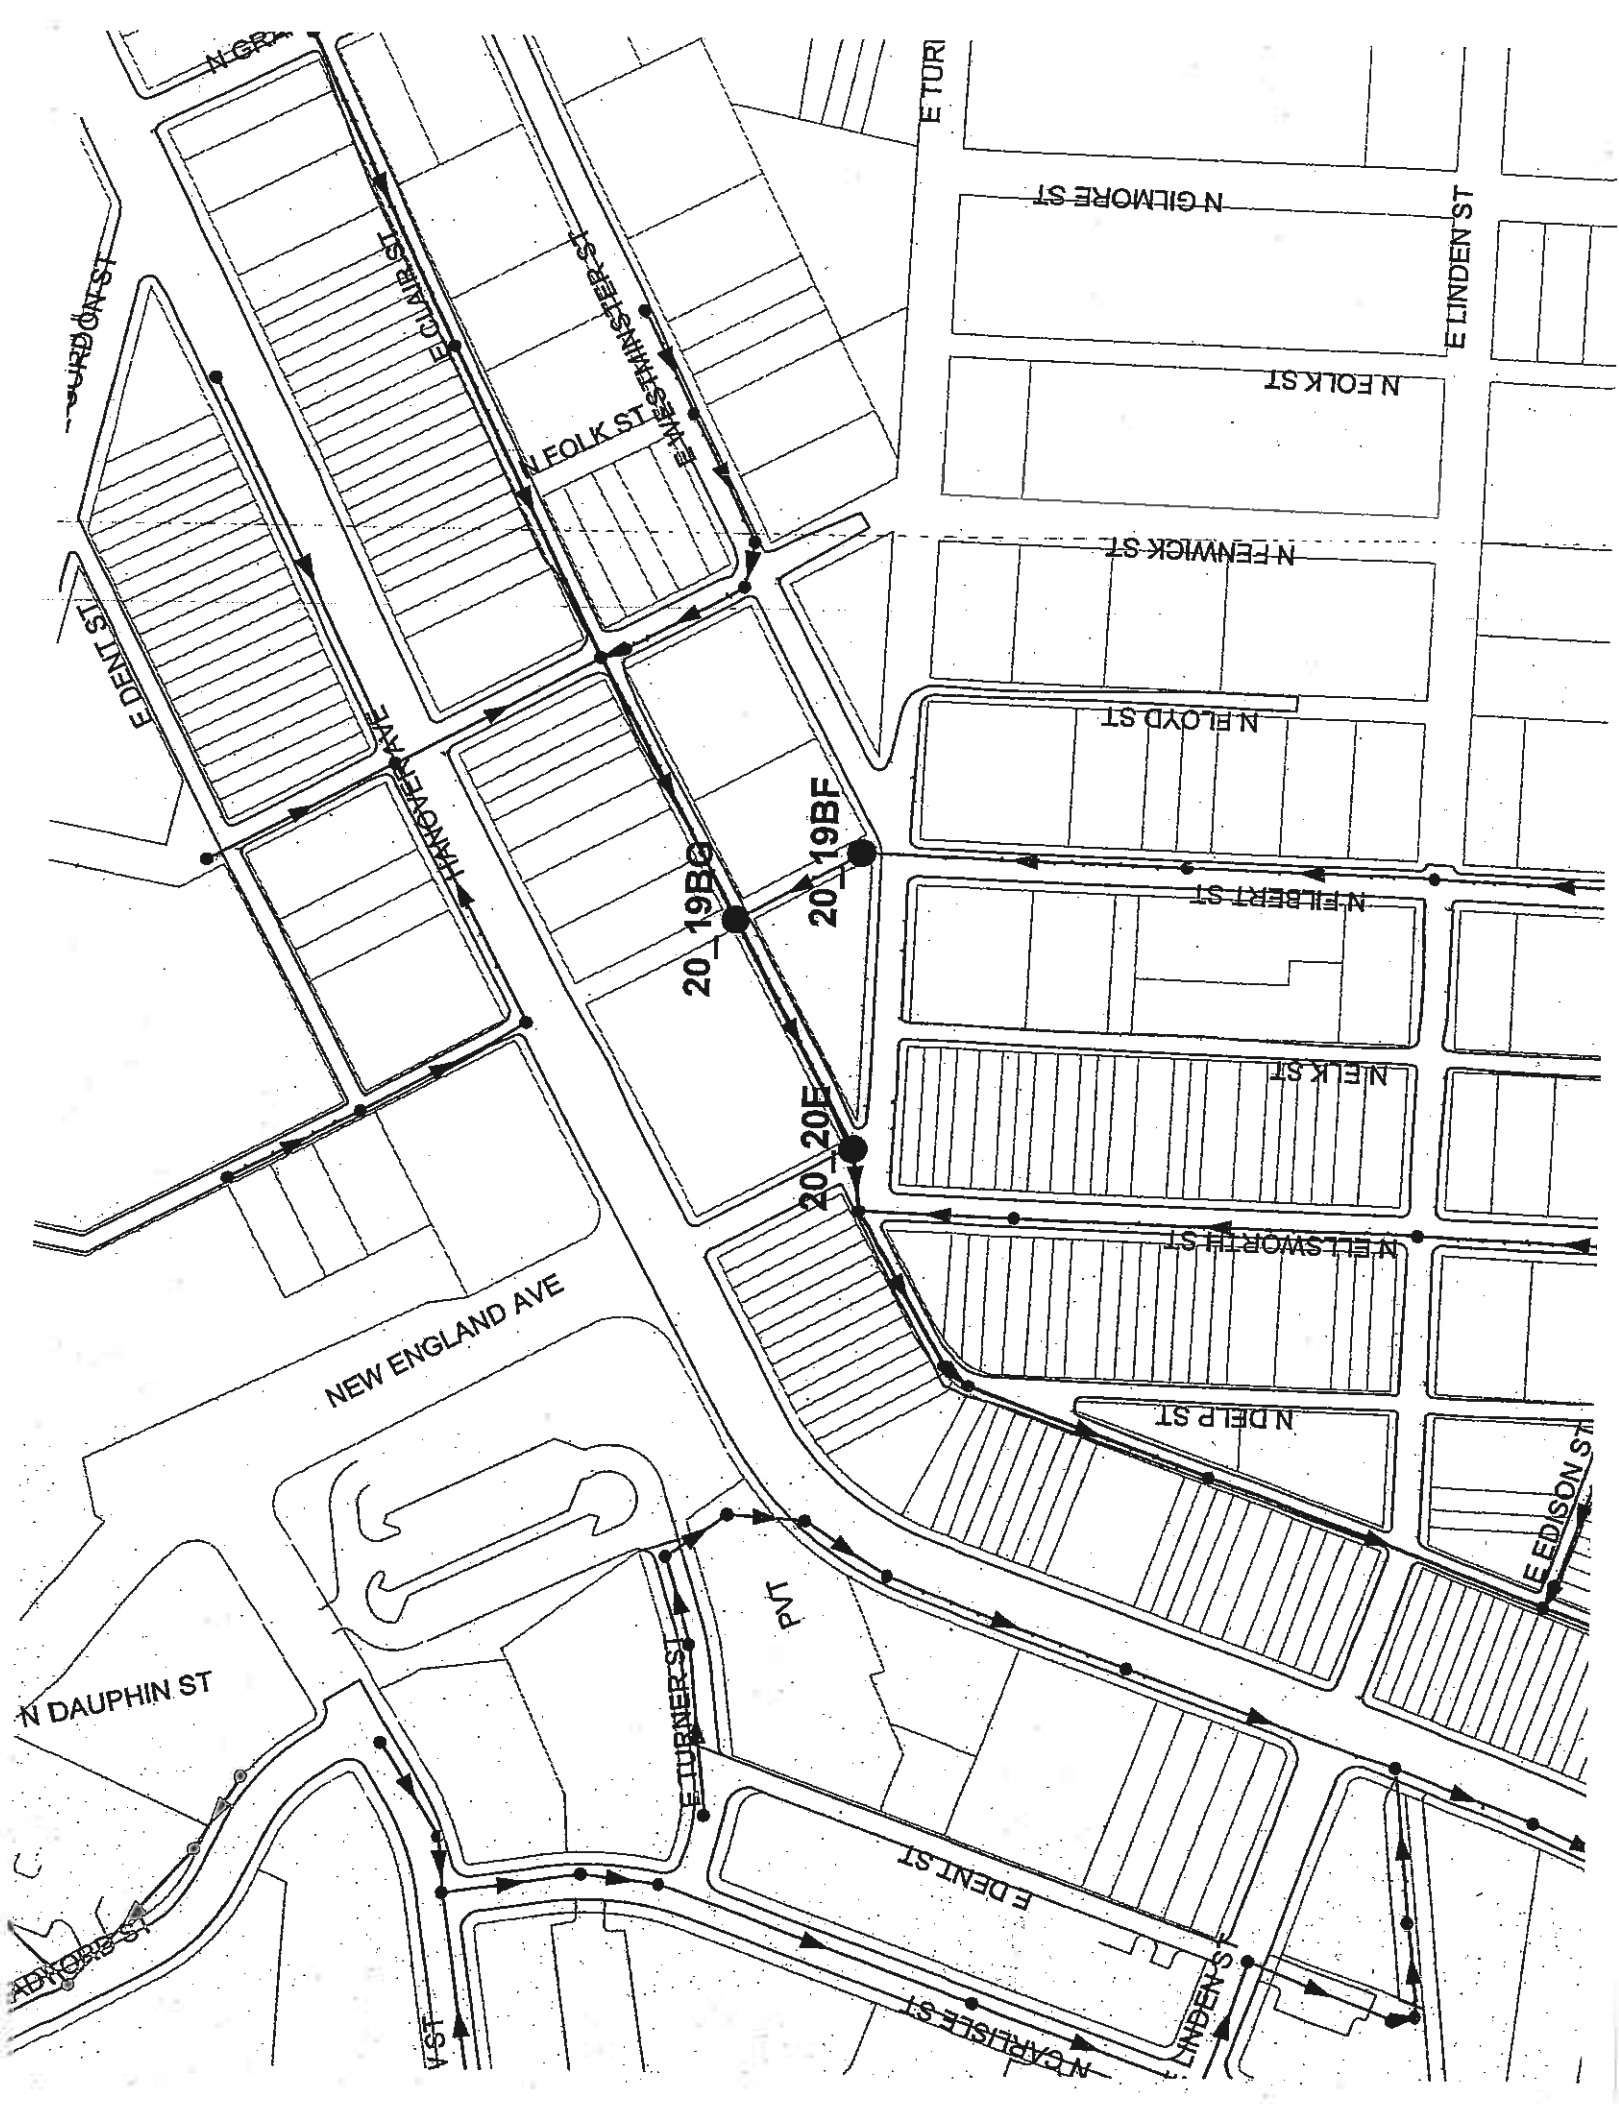 N GRA
E TURI
N GILMORE ST
E LINDEN ST
E CLAIR ST
E WESTMINSTER ST
N FOLK ST
N FOLK ST
N FENWICK ST
E DENT ST
HANOVER AVE
N FLOYD ST
20_19BF
20_19BG
N FILBERT ST
N ELK ST
20_20E
N ELLSWORTH ST
NEW ENGLAND AVE
N DELP ST
E EDISON ST
PVT
N DAUPHIN ST
E TURNER ST
E DENT ST
LINDEN ST
N CARLISLE ST